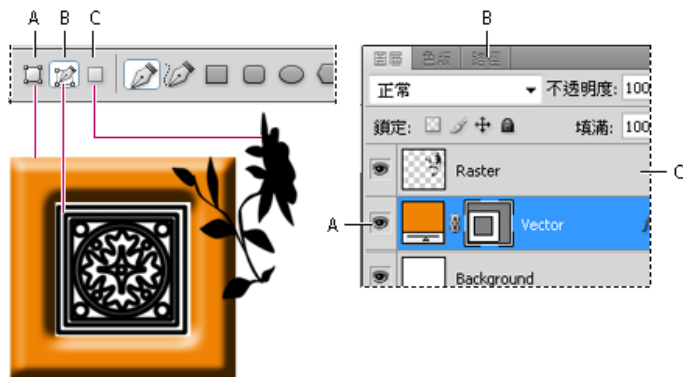 A B C
B
圖層 色版 路徑
正常 不透明度: 100
鎖定: 填滿: 100
Raster
C
A
Vector
Background